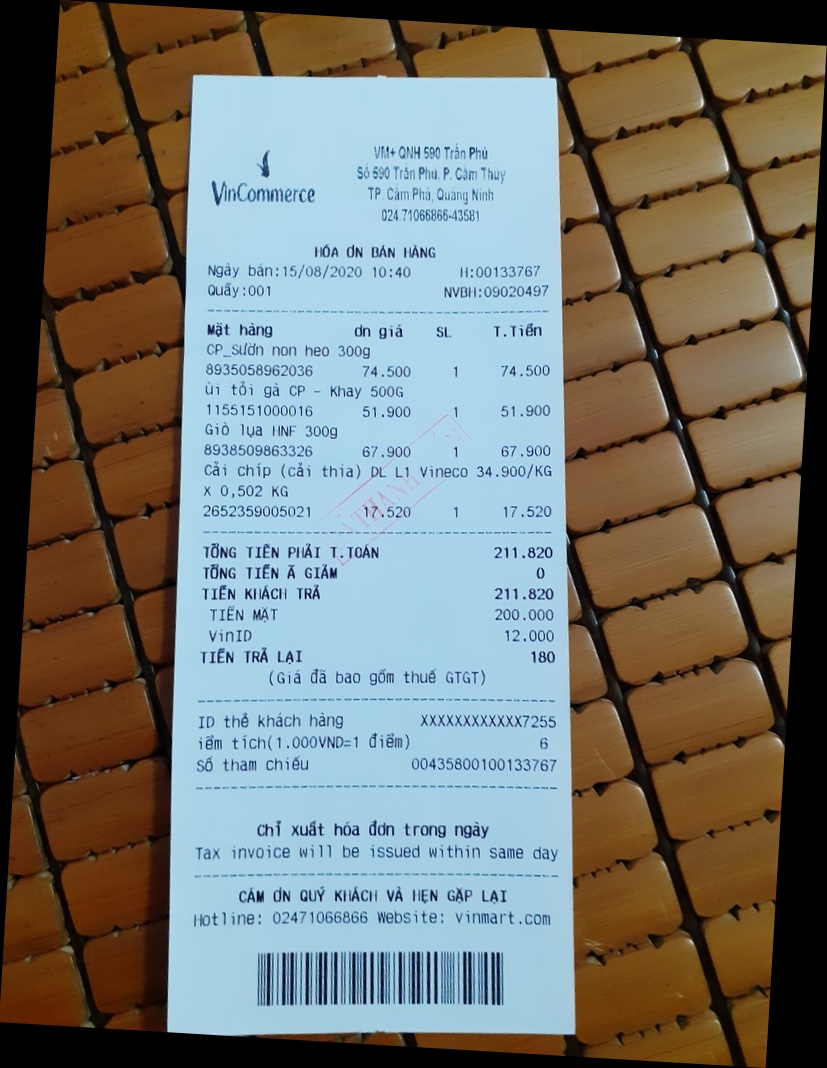 VinCommerce
VM+ QNH 590 Trần Phú
Số 590 Trần Phú, P. Cẩm Thuỷ
TP. Cẩm Phả, Quảng Ninh
024.71066866-43581
HÓA ƠN BÁN HÀNG
Ngày bán:15/08/2020 10:40 H:00133767
Quầy:001 NVBH:09020497
Mặt hàng ơn giá SL T.Tiền
CP_Sườn non heo 300g
8935058962036 74.500 1 74.500
ùi tỏi gà CP - Khay 500G
1155151000016 51.900 1 51.900
Giò lụa HNF 300g
8938509863326 67.900 1 67.900
Cải chíp (cải thìa) DL L1 Vineco 34.900/KG
x 0,502 KG
2652359005021 17.520 1 17.520
THANH
TỔNG TIỀN PHẢI T.TOÁN 211.820
TỔNG TIỀN Ã GIẢM 0
TIỀN KHÁCH TRẢ 211.820
TIỀN MẶT 200.000
VinID 12.000
TIỀN TRẢ LẠI 180
(Giá đã bao gồm thuế GTGT)
ID thẻ khách hàng XXXXXXXXXXXX7255
iểm tích(1.000VND=1 điểm) 6
Số tham chiếu 00435800100133767
Chỉ xuất hóa đơn trong ngày
Tax invoice will be issued within same day
CẢM ƠN QUÝ KHÁCH VÀ HẸN GẶP LẠI
Hotline: 02471066866 Website: vinmart.com